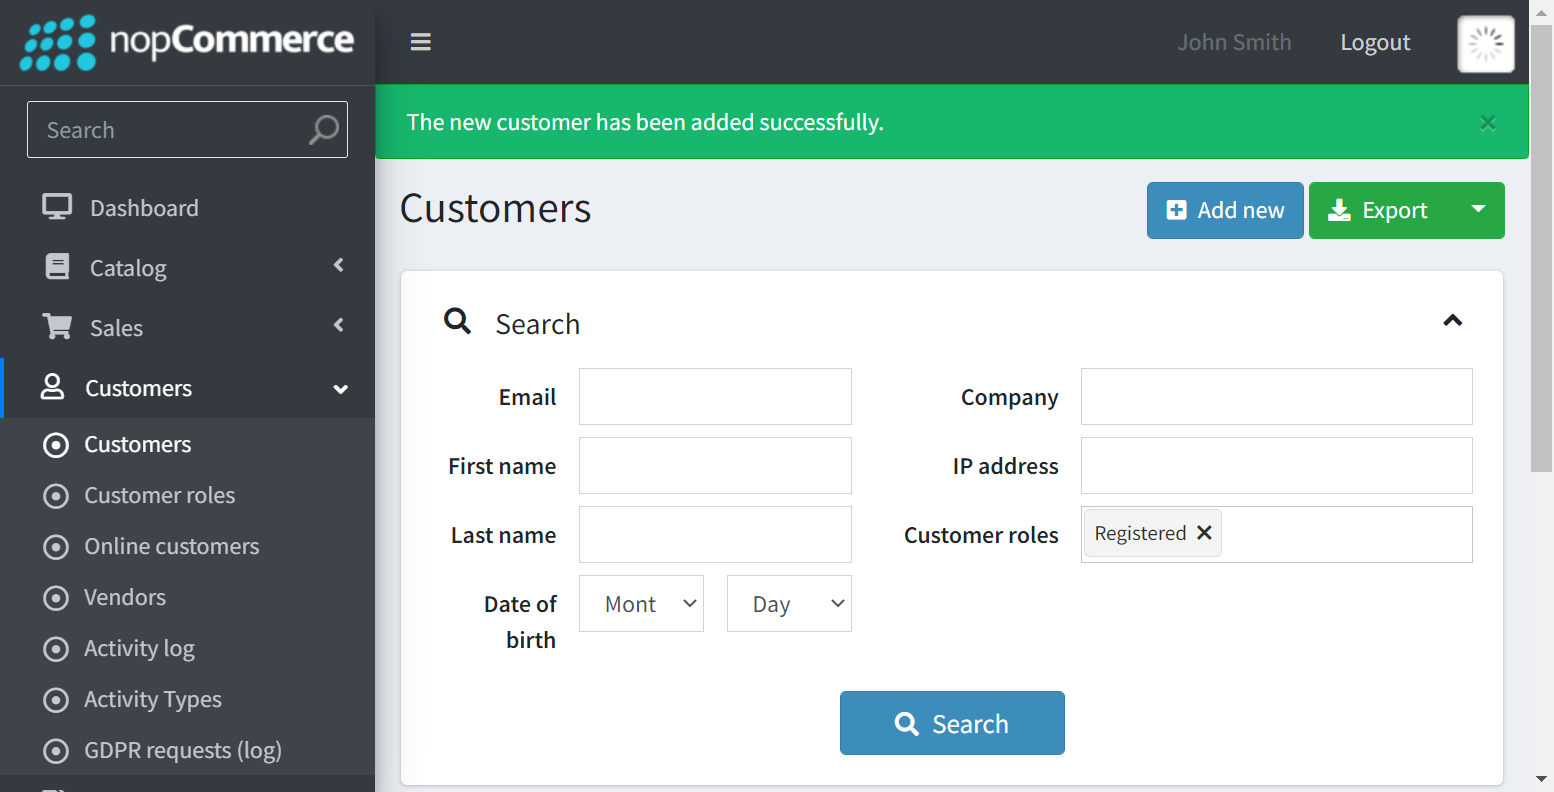 nopCommerce
John Smith
Logout
Search
The new customer has been added successfully.
×
Dashboard
Catalog
Sales
Customers
Customers
Customer roles
Online customers
Vendors
Activity log
Activity Types
GDPR requests (log)
Customers
Add new
Export
Search
Email
Company
First name
IP address
Last name
Customer roles
Registered ×
Date of
birth
Mont
Day
Search